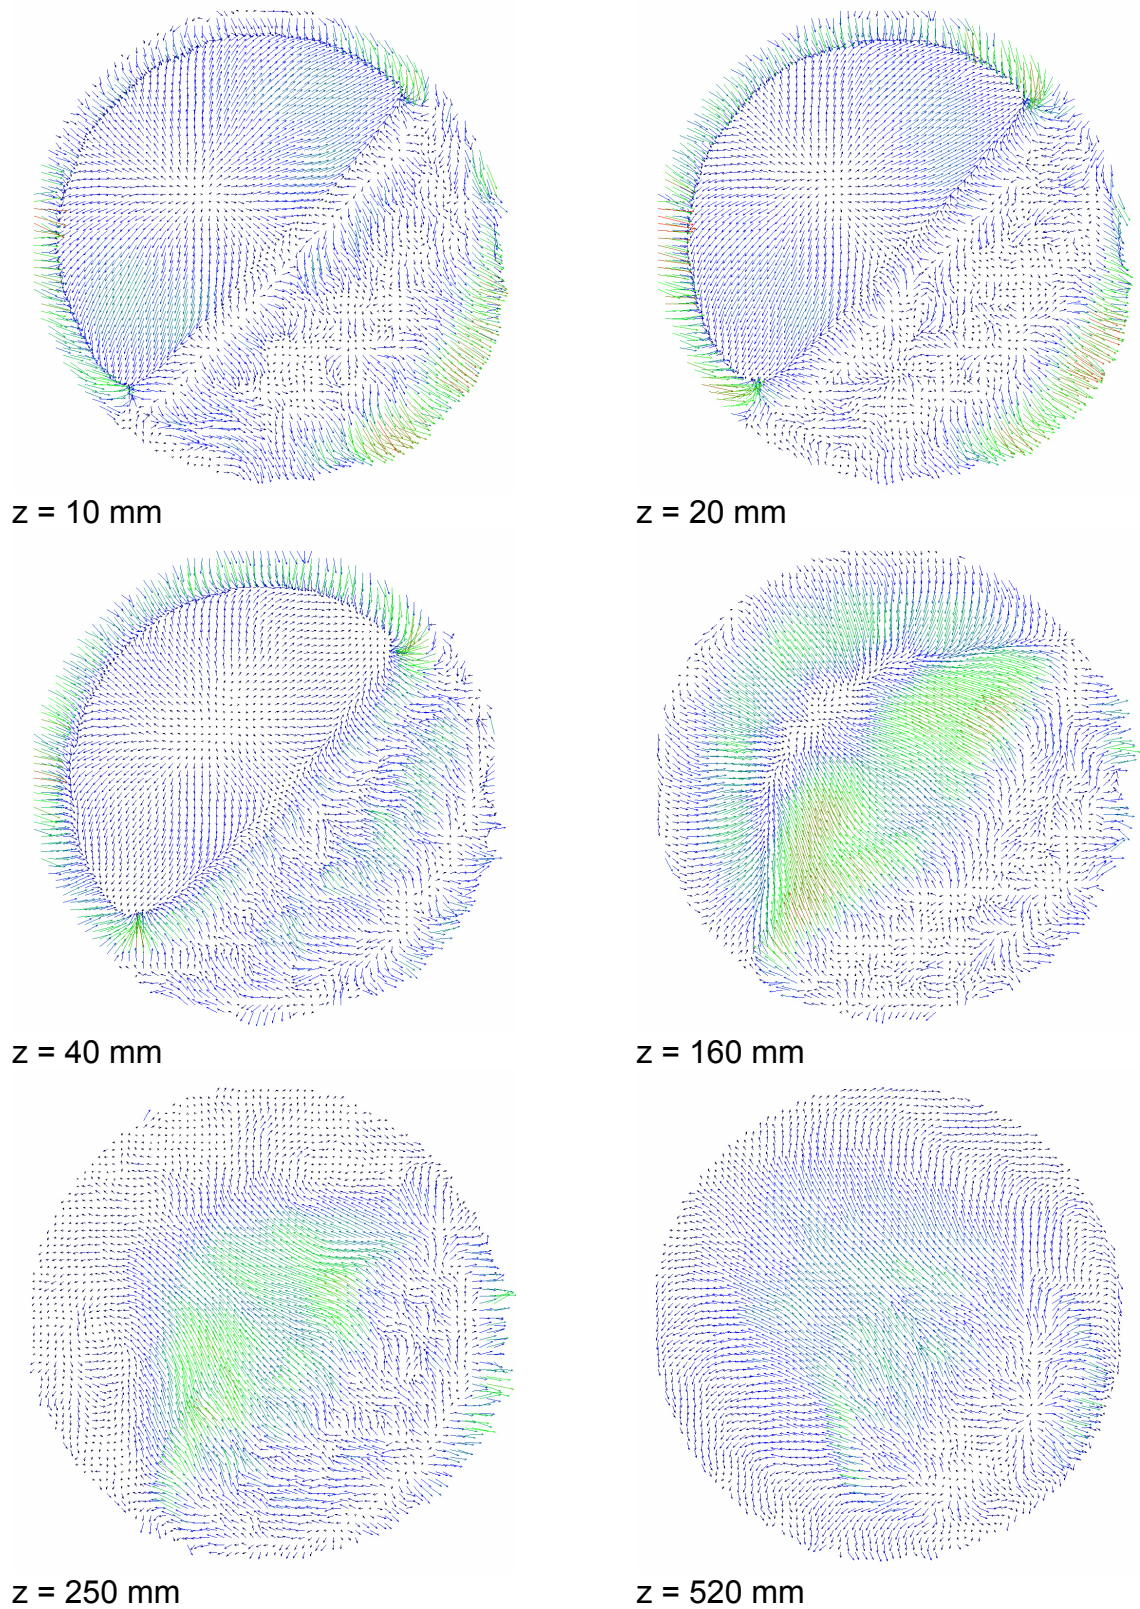 z = 10 mm
z = 20 mm
z = 40 mm
z = 160 mm
z = 250 mm
z = 520 mm